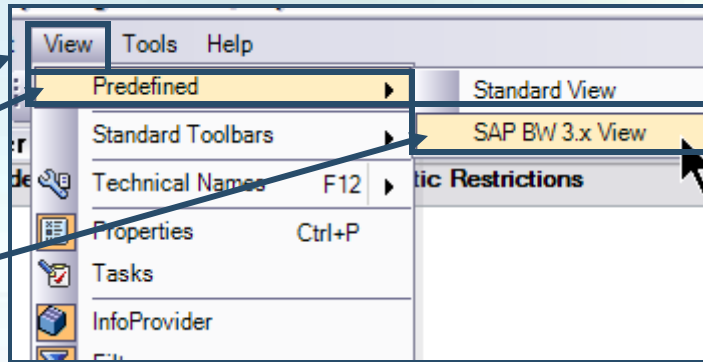 View Tools Help
Predefined Standard View
Standard Toolbars SAP BW 3.x View
Technical Names F12 tic Restrictions
Properties Ctrl+P
Tasks
InfoProvider